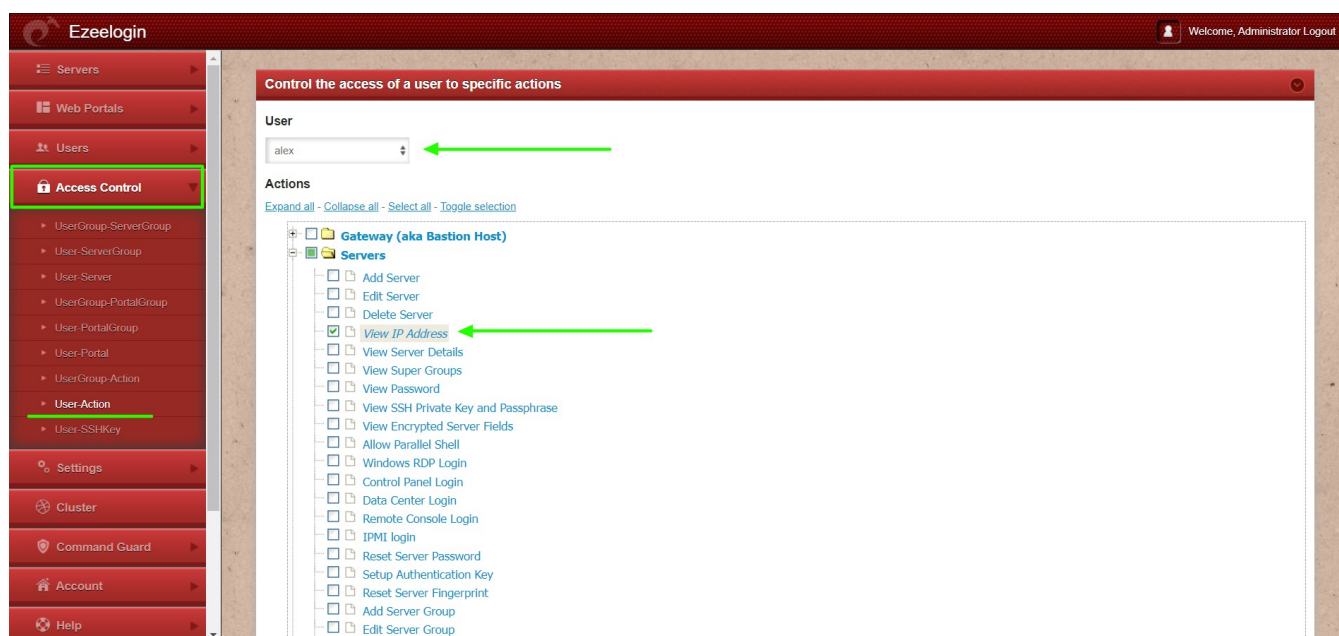 Ezeelogin
Welcome, Administrator Logout
Servers
Web Portals
Users
Access Control
UserGroup-ServerGroup
User-ServerGroup
User-Server
UserGroup-PortalGroup
User-PortalGroup
User-Portal
UserGroup-Action
User-Action
User-SSHKey
Settings
Cluster
Command Guard
Account
Help
Control the access of a user to specific actions
User
alex
Actions
Expand all - Collapse all - Select all - Toggle selection
Gateway (aka Bastion Host)
Servers
Add Server
Edit Server
Delete Server
View IP Address
View Server Details
View Super Groups
View Password
View SSH Private Key and Passphrase
View Encrypted Server Fields
Allow Parallel Shell
Windows RDP Login
Control Panel Login
Data Center Login
Remote Console Login
IPMI login
Reset Server Password
Setup Authentication Key
Reset Server Fingerprint
Add Server Group
Edit Server Group